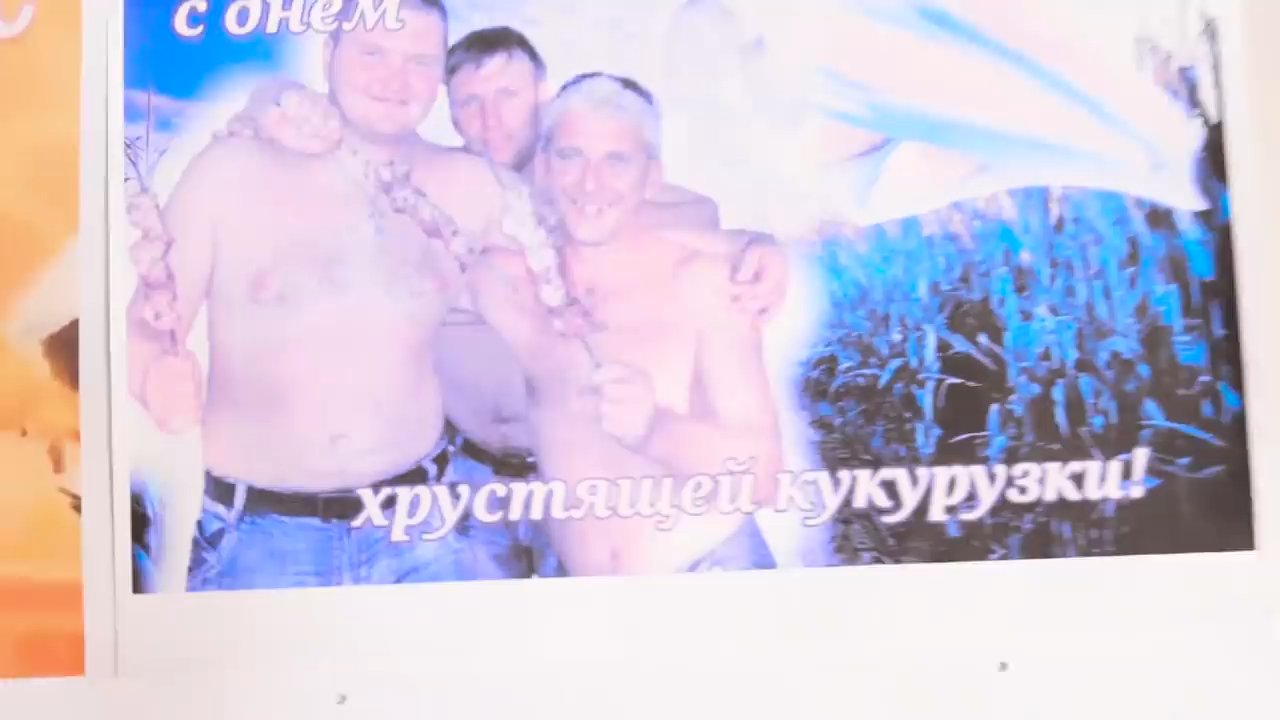 с днем
хрустящей кукурузки!